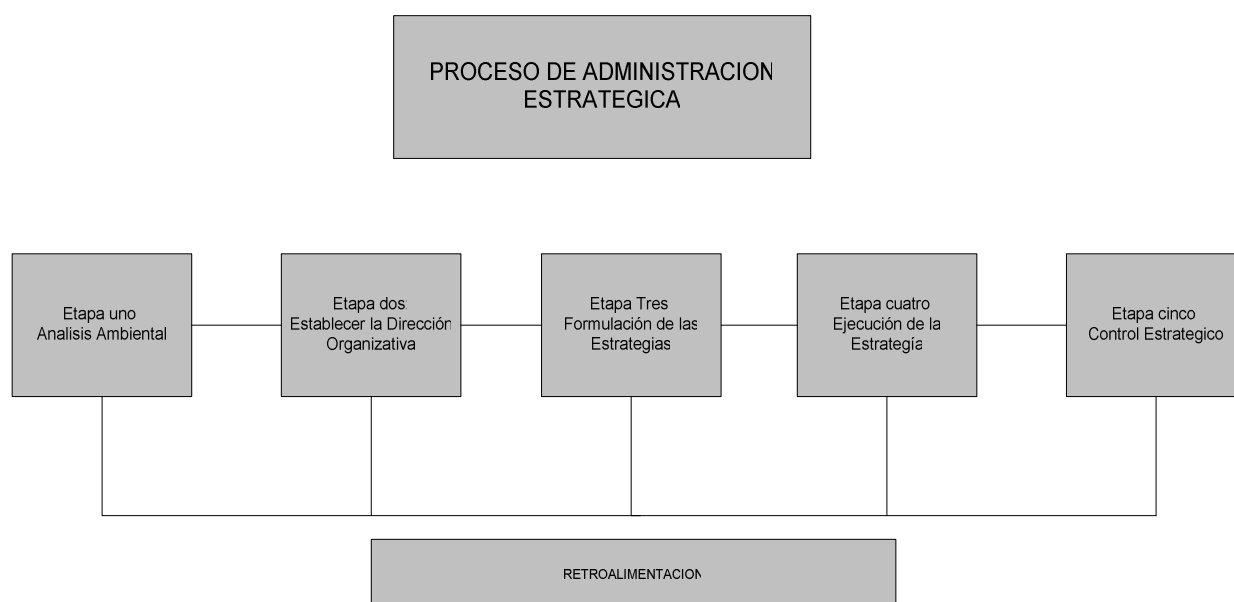 PROCESO DE ADMINISTRACION
ESTRATEGICA
Etapa uno
Analisis Ambiental
Etapa dos:
Establecer la Dirección
Organizativa
Etapa Tres
Formulación de las
Estrategias
Etapa cuatro
Ejecución de la
Estrategía
Etapa cinco
Control Estrategico
RETROALIMENTACION